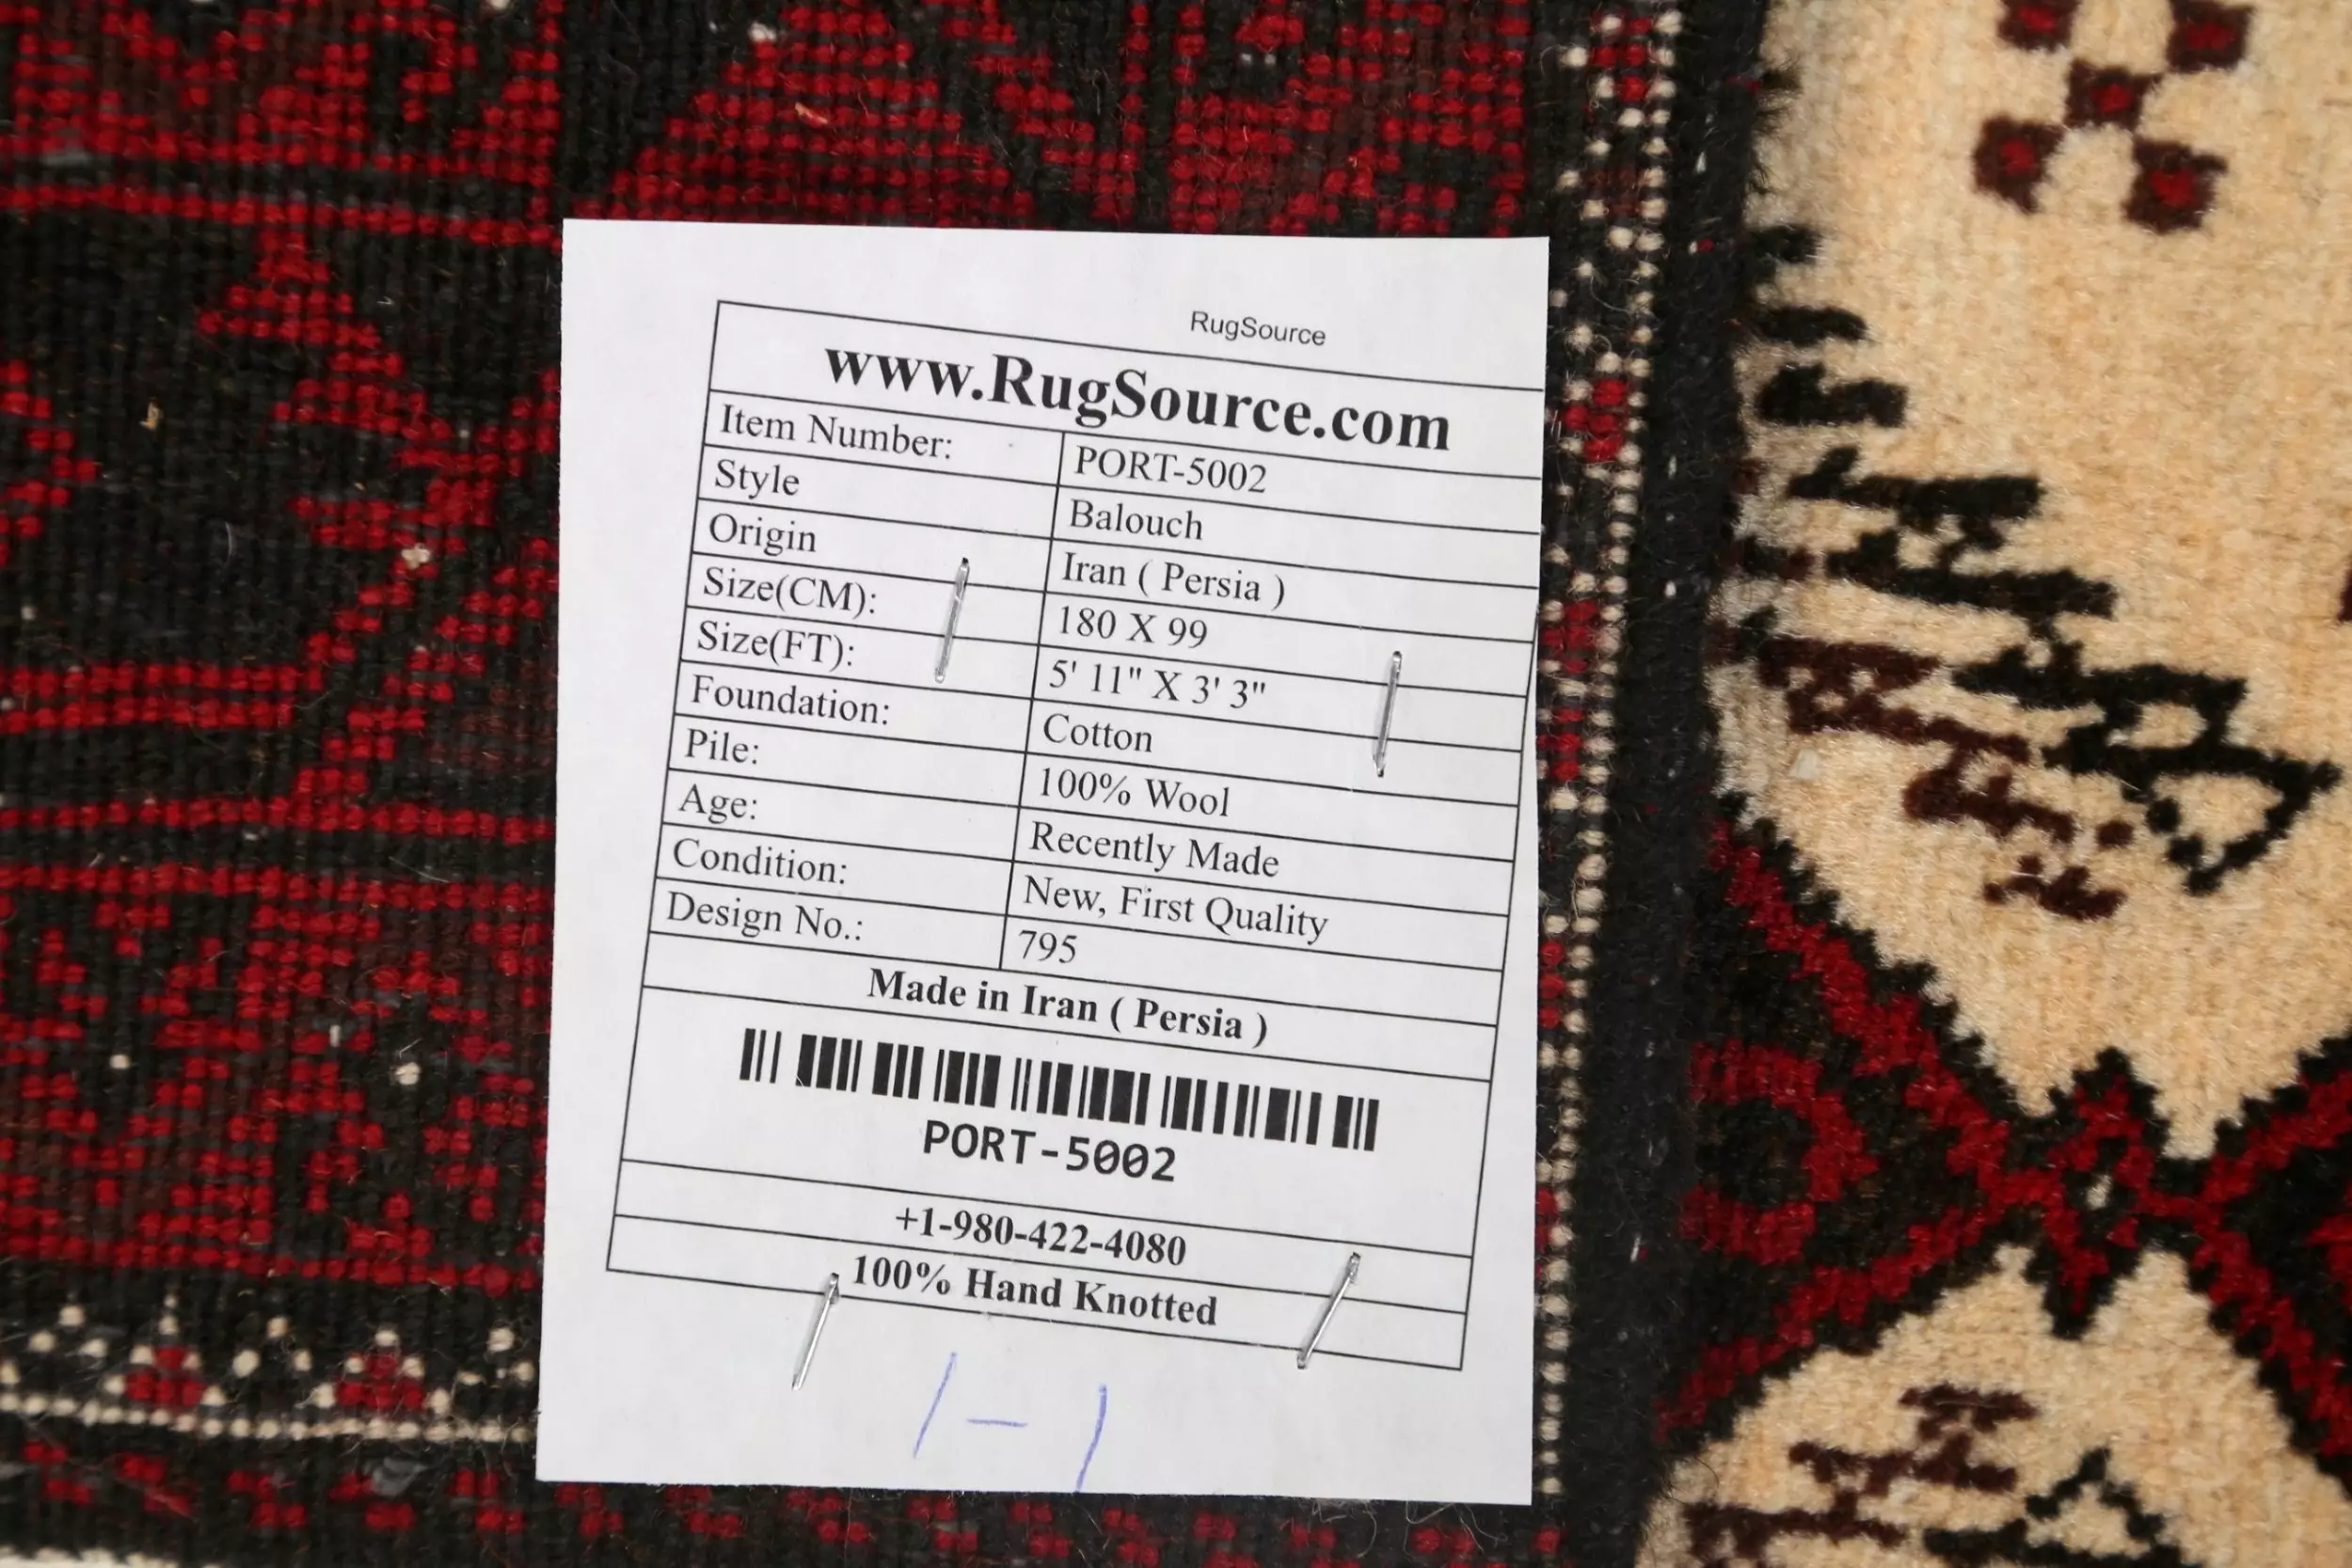 RugSource
www.RugSource.com
Item Number: PORT-5002
Style Balouch
Origin Iran ( Persia )
Size(CM): 180 X 99
Size(FT): 5' 11" X 3' 3"
Foundation: Cotton
Pile: 100% Wool
Age: Recently Made
Condition: New, First Quality
Design No.: 795
Made in Iran ( Persia )
PORT-5002
+1-980-422-4080
100% Hand Knotted
1-1